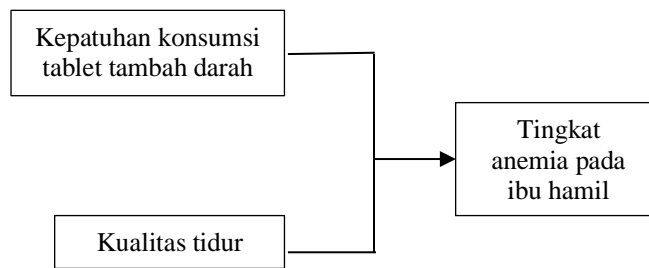 Kepatuhan konsumsi
tablet tambah darah
Tingkat
anemia pada
ibu hamil
Kualitas tidur